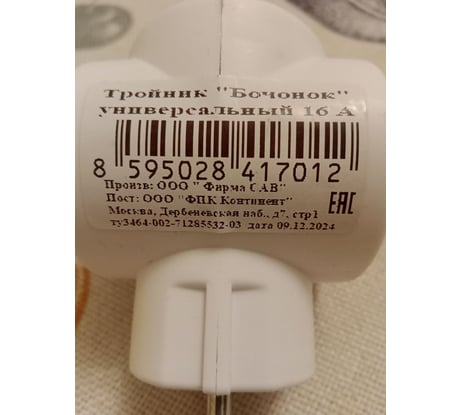 Тройник "Бочонок"
универсальный 16 А
8 595028 417012
Произв: ООО " Фирма САВ"
Пост: ООО "ФПК Континент"
Москва, Дербеневская наб., д7, стр1
ту3464-002-71285532-03 дата 09.12.2024
ЕАС